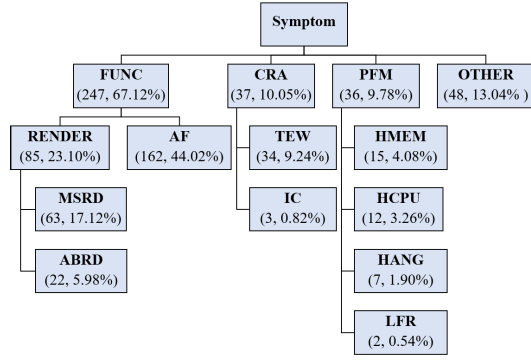 Symptom
FUNC
(247, 67.12%)
CRA
(37, 10.05%)
PFM
(36, 9.78%)
OTHER
(48, 13.04% )
RENDER
(85, 23.10%)
AF
(162, 44.02%)
TEW
(34, 9.24%)
HMEM
(15, 4.08%)
MSRD
(63, 17.12%)
IC
(3, 0.82%)
HCPU
(12, 3.26%)
ABRD
(22, 5.98%)
HANG
(7, 1.90%)
LFR
(2, 0.54%)